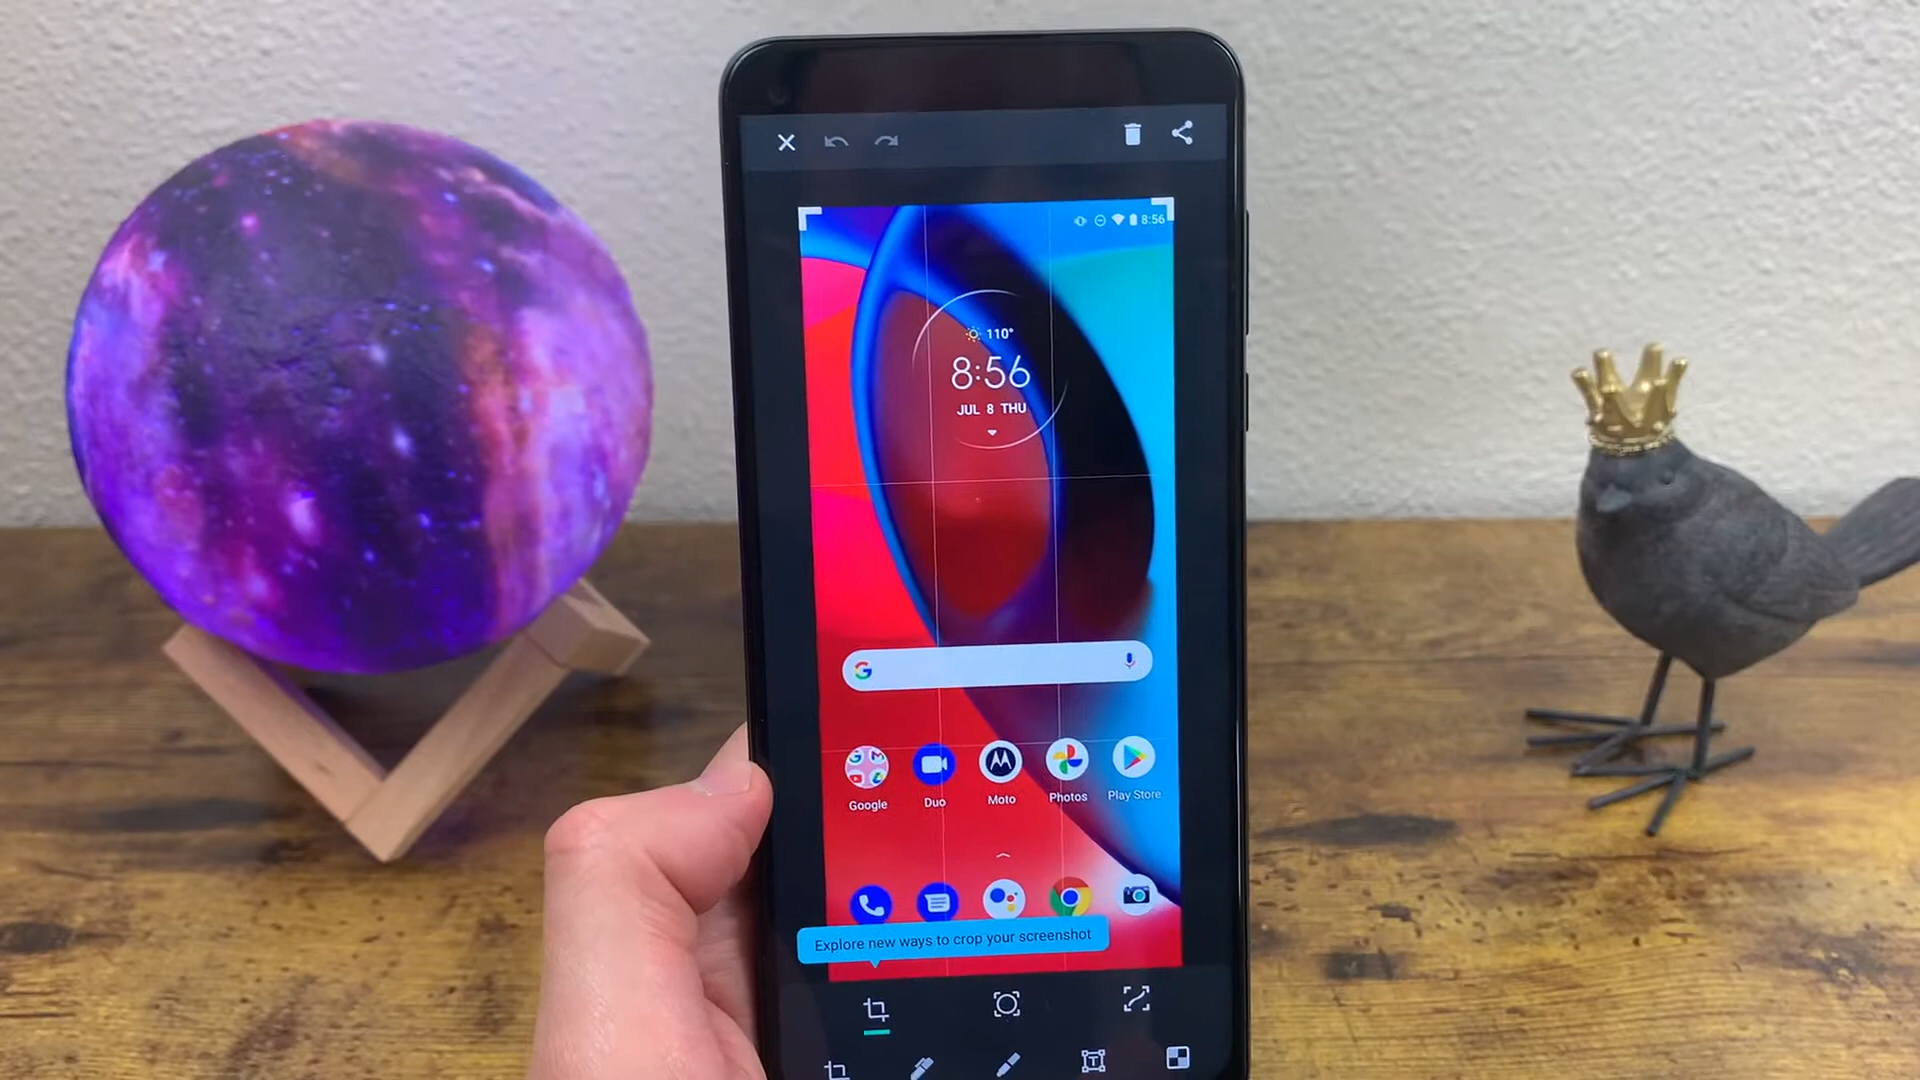 8:56
110°
8:56
JUL 8 THU
Google
Duo
Moto
Photos
Play Store
Explore new ways to crop your screenshot